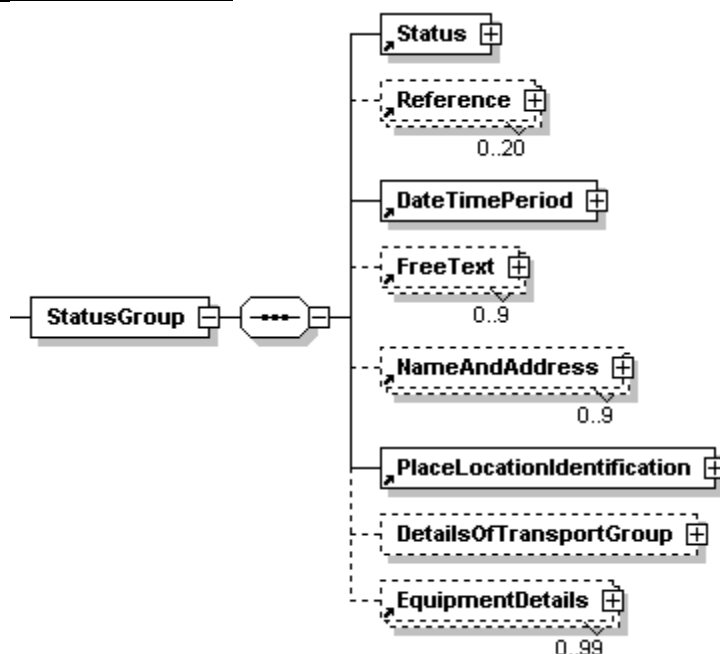 Status
Reference
0..20
DateTimePeriod
FreeText
0..9
StatusGroup
NameAndAddress
0..9
PlaceLocationIdentification
DetailsOfTransportGroup
EquipmentDetails
0..99